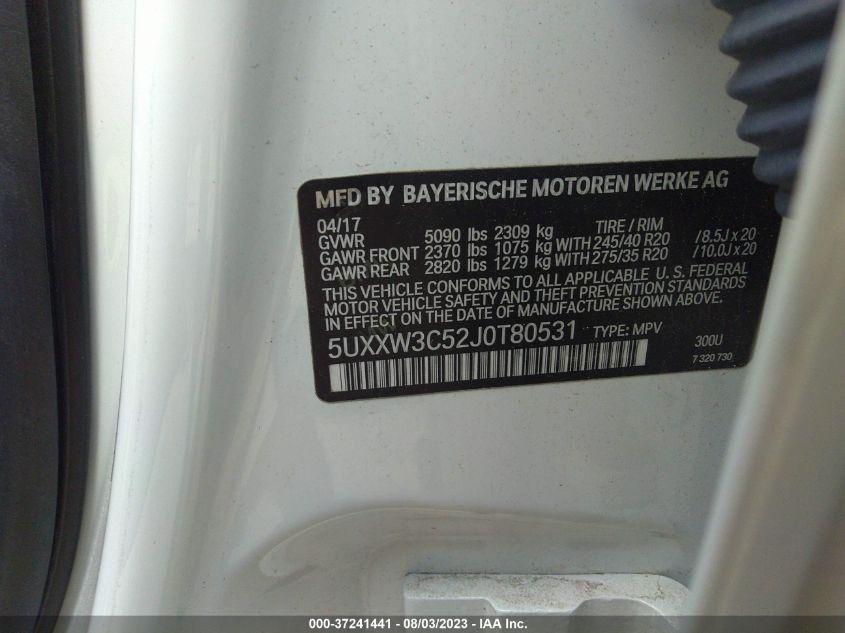 MFD BY BAYERISCHE MOTOREN WERKE AG
04/17 TIRE / RIM
GVWR 5090 lbs 2309 kg
GAWR FRONT 2370 lbs 1075 kg WITH 245/40 R20 /8.5J x 20
GAWR REAR 2820 lbs 1279 kg WITH 275/35 R20 /10.0J x 20
THIS VEHICLE CONFORMS TO ALL APPLICABLE U. S. FEDERAL
MOTOR VEHICLE SAFETY AND THEFT PREVENTION STANDARDS
IN EFFECT ON THE DATE OF MANUFACTURE SHOWN ABOVE.
5UXXW3C52J0T80531 TYPE: MPV 300U
7 320 730
000-37241441 - 08/03/2023 - IAA Inc.